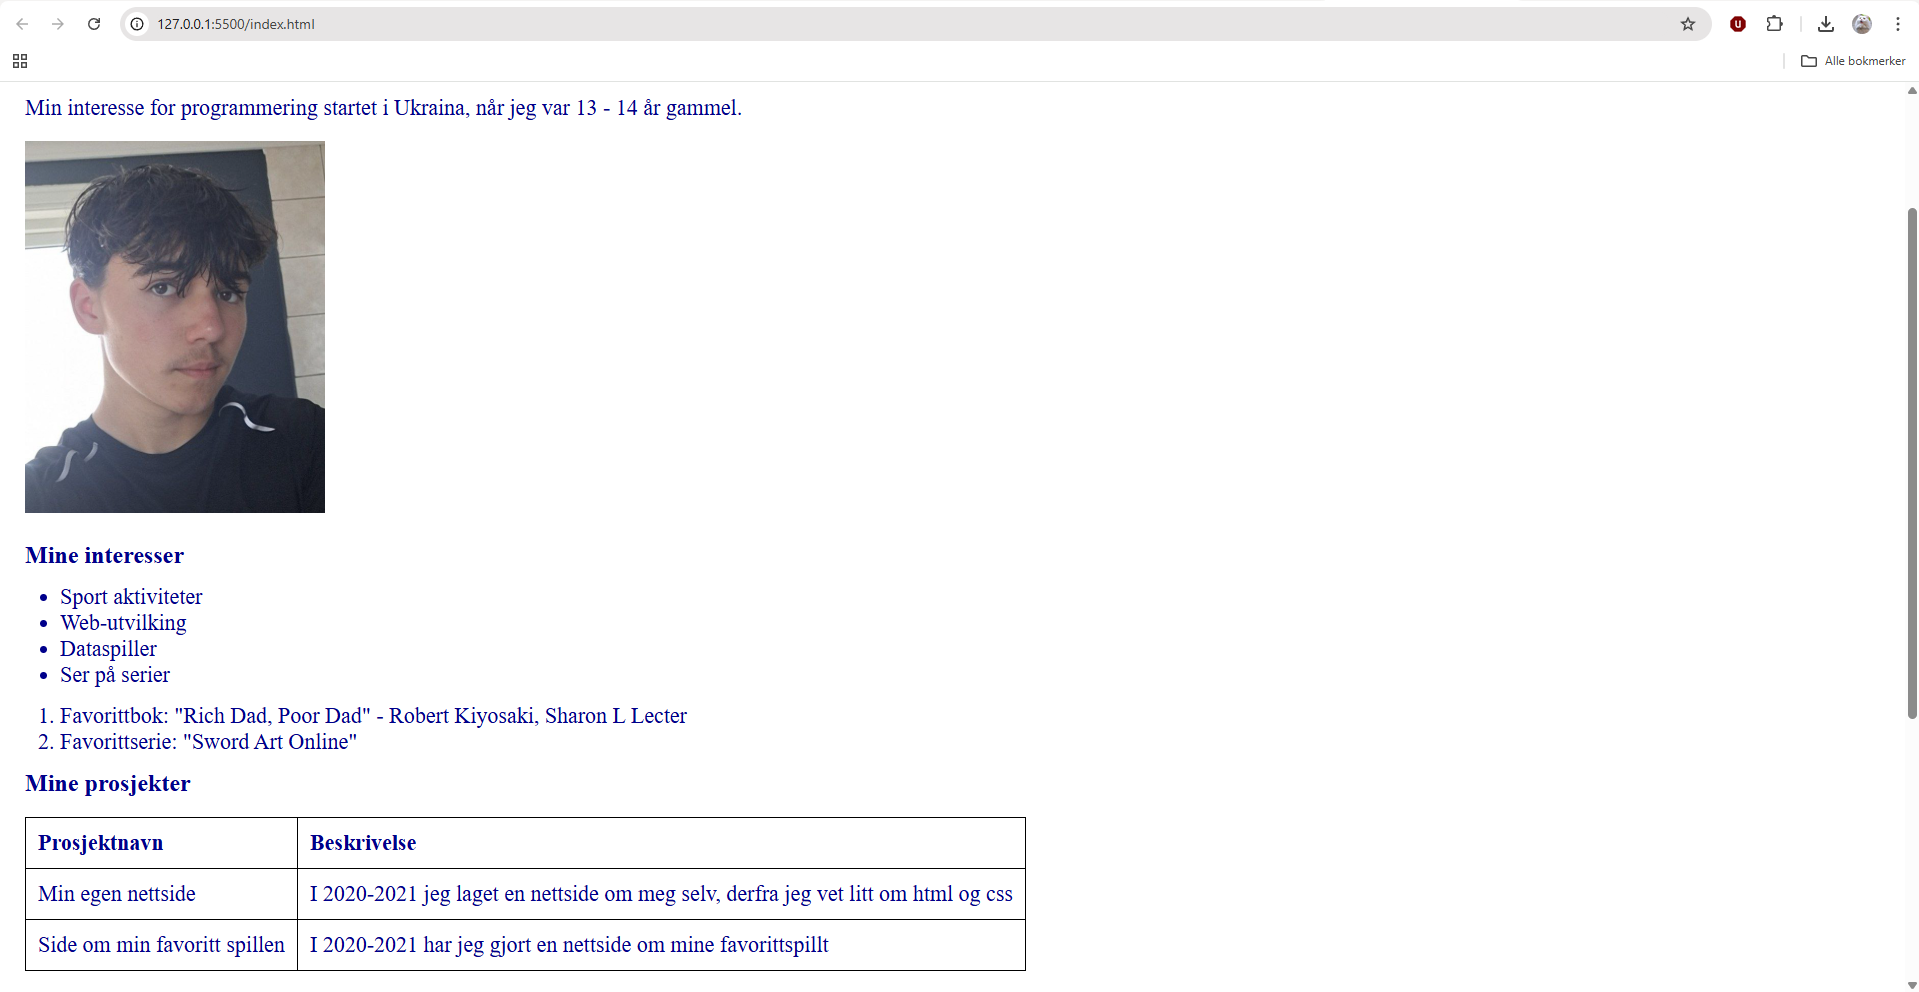 127.0.0.1:5500/index.html
Alle bokmerker
Min interesse for programmering startet i Ukraina, når jeg var 13 - 14 år gammel.
Mine interesser
Sport aktiviteter
Web-utvilking
Dataspiller
Ser på serier
1. Favorittbok: "Rich Dad, Poor Dad" - Robert Kiyosaki, Sharon L Lecter
2. Favorittserie: "Sword Art Online"
Mine prosjekter
Prosjektnavn Beskrivelse
Min egen nettside I 2020-2021 jeg laget en nettside om meg selv, derfra jeg vet litt om html og css
Side om min favoritt spillen I 2020-2021 har jeg gjort en nettside om mine favorittspillt